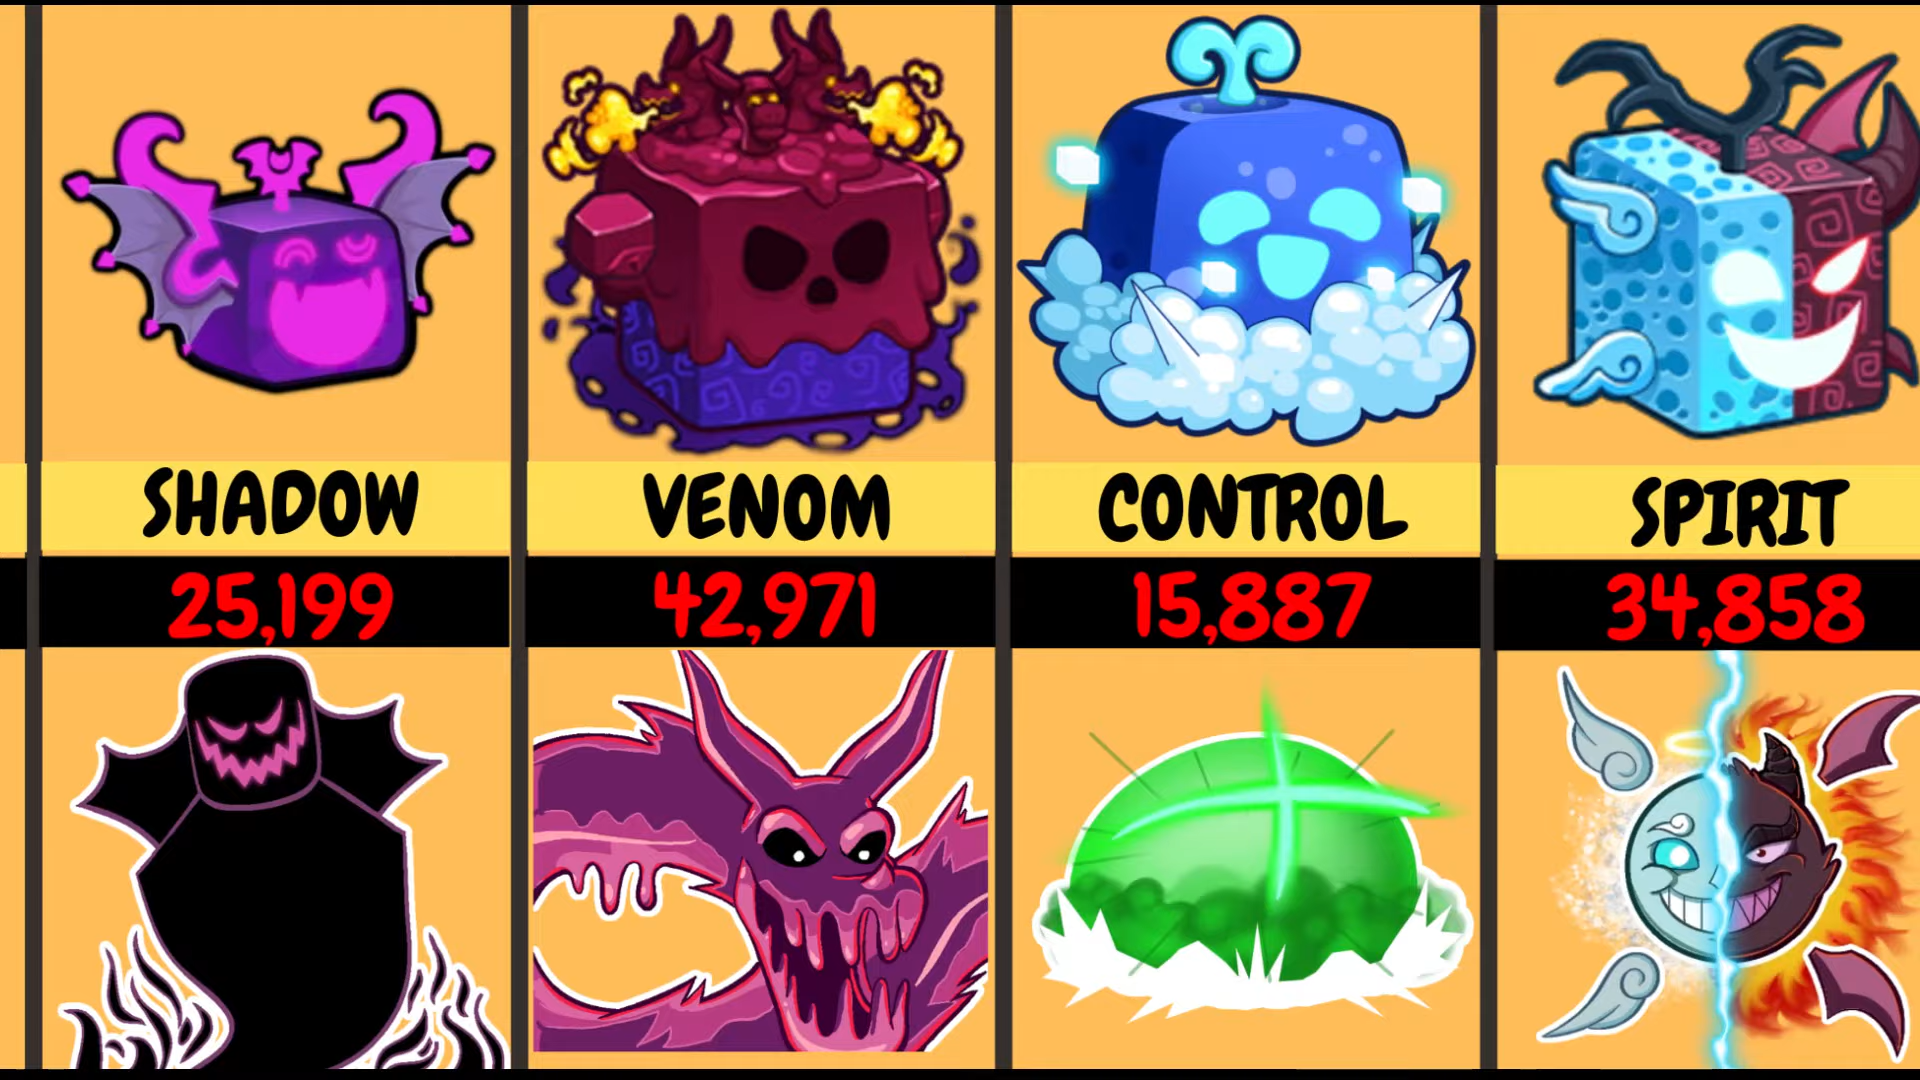 SHADOW
25,199
VENOM
42,971
CONTROL
15,887
SPIRIT
34,858